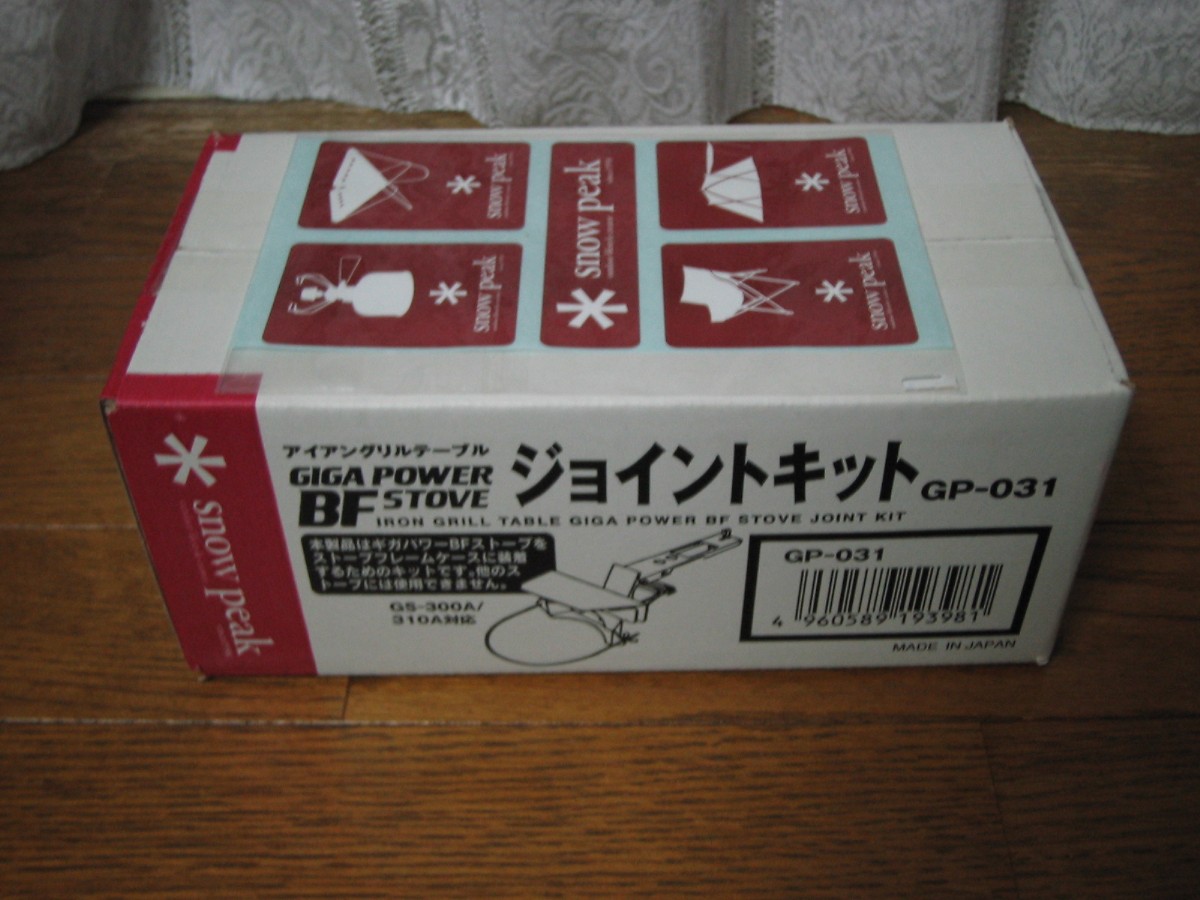 snow peak
snow peak
snow peak
snow peak
snow peak
snow peak
アイアングリルテーブル
GIGA POWER
BF STOVE
ジョイントキット GP-031
IRON GRILL TABLE GIGA POWER BF STOVE JOINT KIT
本製品はギガパワーBFストーブを
ストーブフレームケースに装着
するためのキットです。他のス
トーブには使用できません。
GS-300A/
310A対応
GP-031
4 960589 193981
MADE IN JAPAN